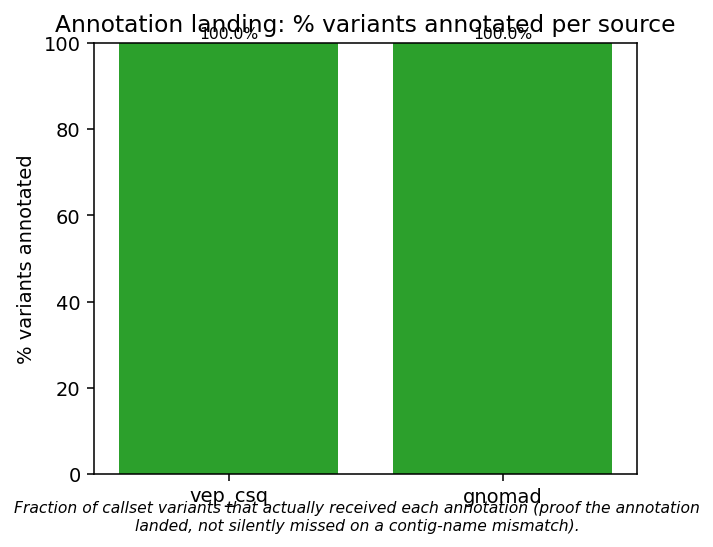 Annotation landing: % variants annotated per source
100.0% 100.0%
100
80
60
40
20
0
% variants annotated
vep_csq gnomad
Fraction of callset variants that actually received each annotation (proof the annotation
landed, not silently missed on a contig-name mismatch).